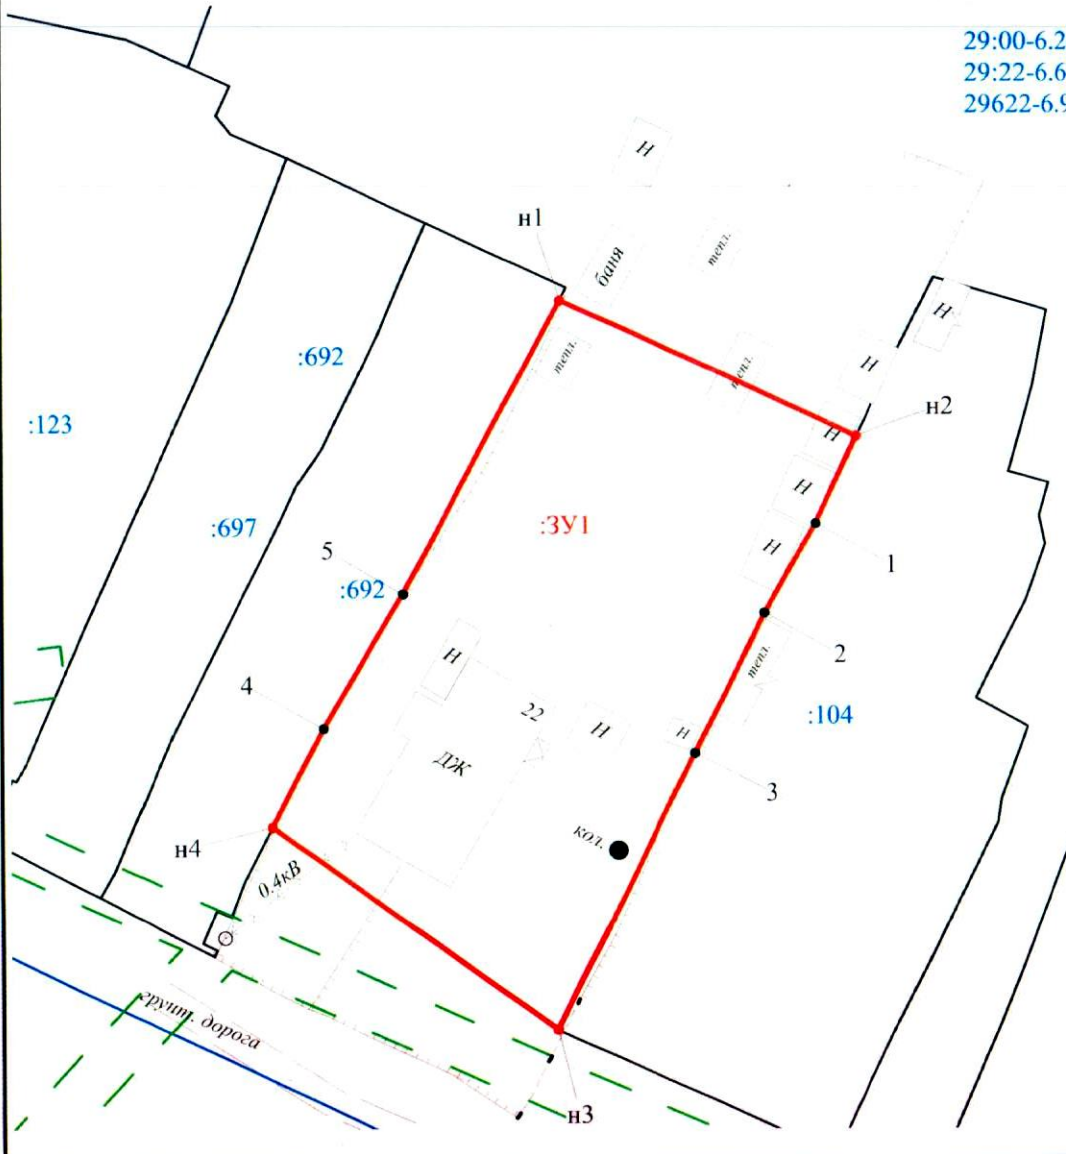 29:00-6.2
29:22-6.6
29622-6.9
Н
н1
баня
тепл.
Н
тепл.
:692
тепл.
Н
н2
:123
Н
Н
:697
:ЗУ1
5
Н
1
:692
2
Н
тепл.
4
22
:104
Н
Н
ДЖ
3
кол.
н4
0.4кВ
грунт. дорога
н3